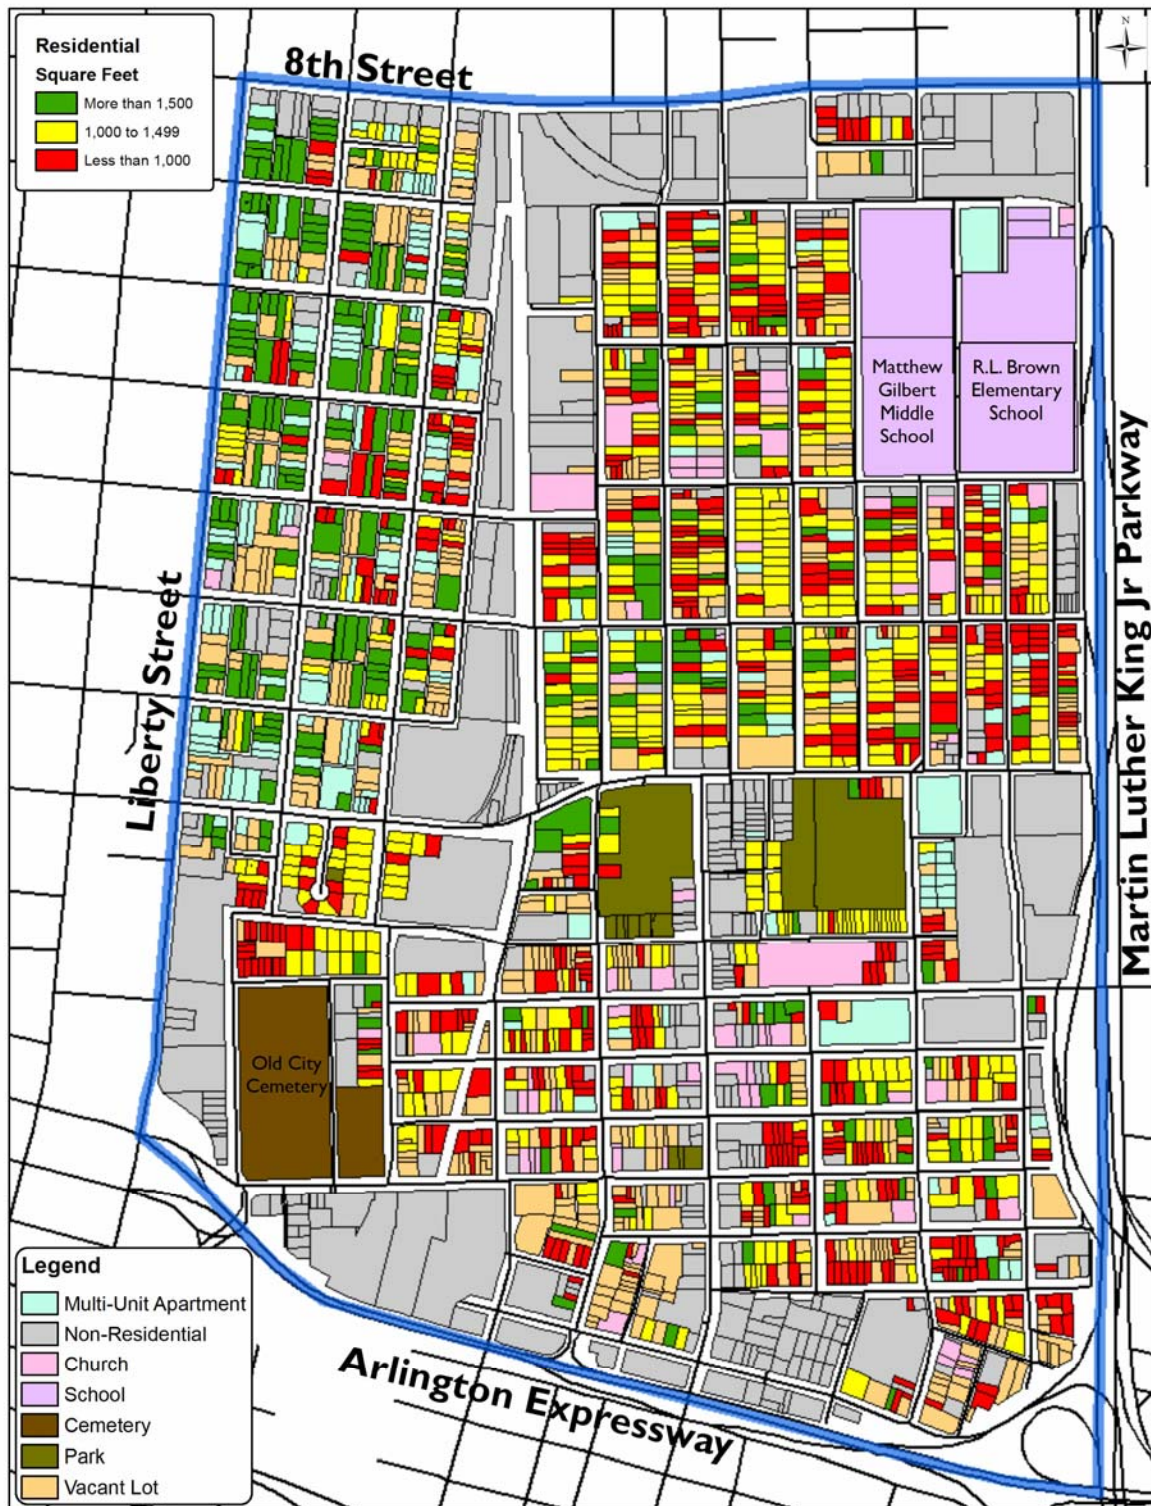 Residential
Square Feet
More than 1,500
1,000 to 1,499
Less than 1,000
8th Street
N
Matthew
Gilbert
Middle
School
R.L. Brown
Elementary
School
Martin Luther King Jr Parkway
Liberty Street
Old City
Cemetery
Arlington Expressway
Legend
Multi-Unit Apartment
Non-Residential
Church
School
Cemetery
Park
Vacant Lot